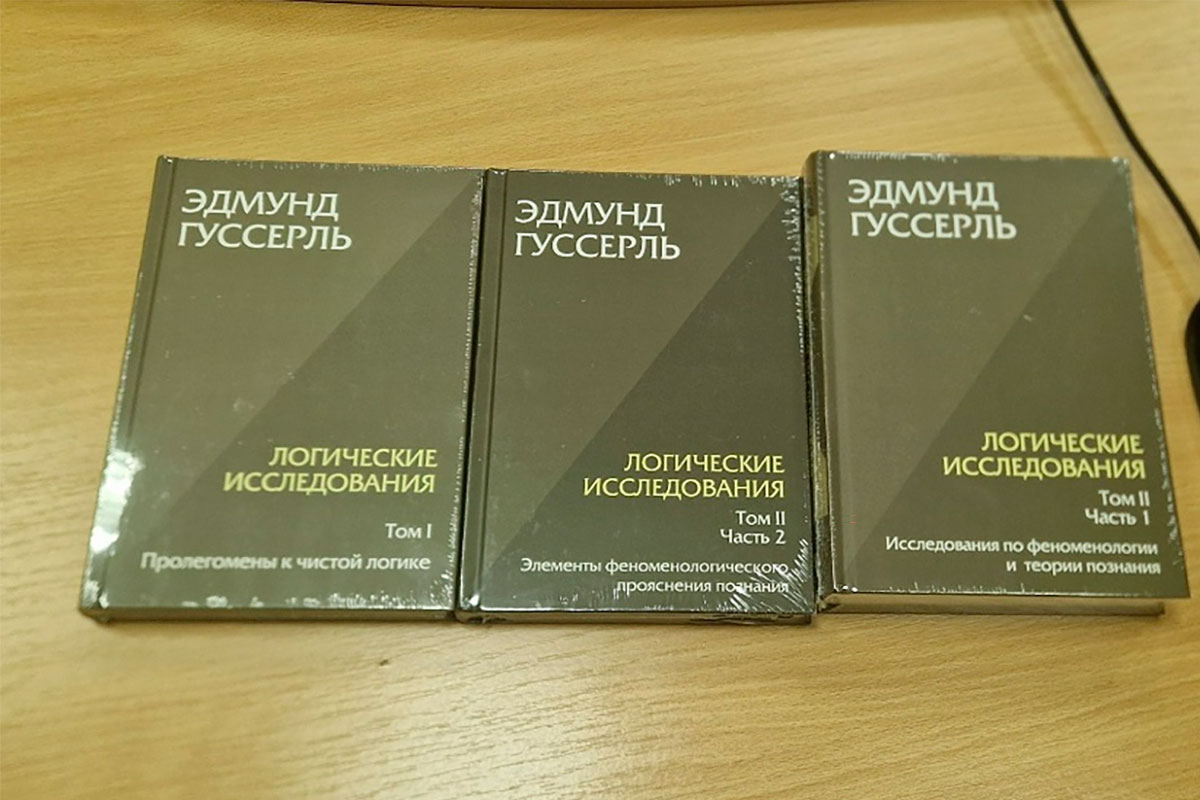 ЭДМУНД
ГУССЕРЛЬ
ЛОГИЧЕСКИЕ
ИССЛЕДОВАНИЯ
Том I
Пролегомены к чистой логике
ЭДМУНД
ГУССЕРЛЬ
ЛОГИЧЕСКИЕ
ИССЛЕДОВАНИЯ
Том II
Часть 2
Элементы феноменологического
прояснения познания
ЭДМУНД
ГУССЕРЛЬ
ЛОГИЧЕСКИЕ
ИССЛЕДОВАНИЯ
Том II
Часть 1
Исследования по феноменологии
и теории познания